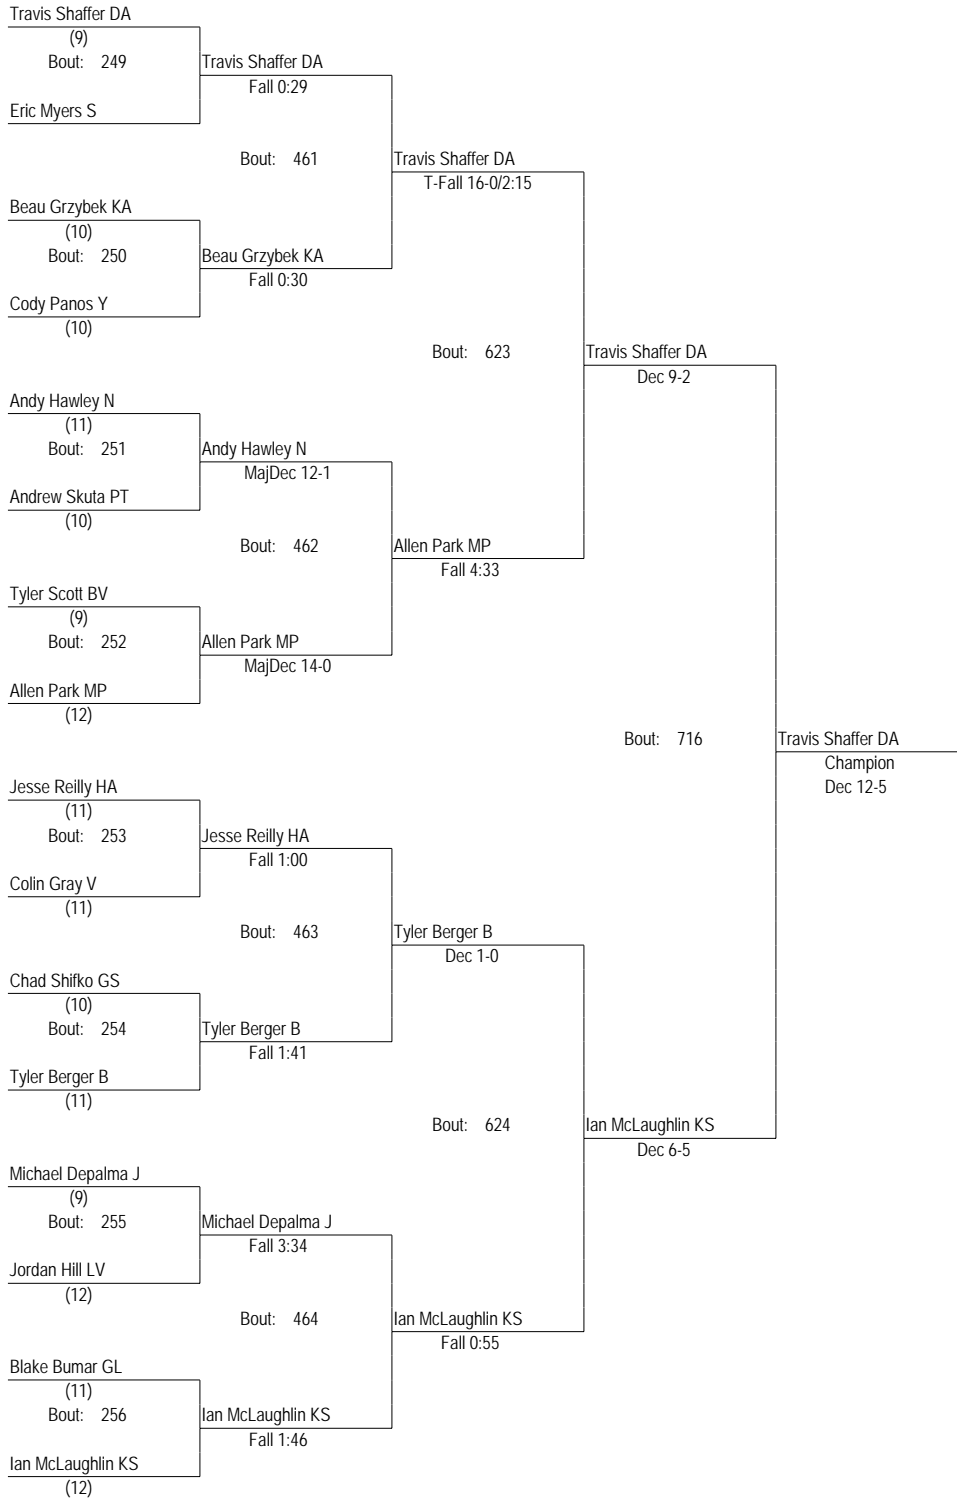 Travis Shaffer DA
(9)
Bout: 249
Travis Shaffer DA
Fall 0:29
Eric Myers S
Bout: 461
Travis Shaffer DA
T-Fall 16-0/2:15
Beau Grzybek KA
(10)
Bout: 250
Beau Grzybek KA
Fall 0:30
Cody Panos Y
(10)
Bout: 623
Travis Shaffer DA
Dec 9-2
Andy Hawley N
(11)
Bout: 251
Andy Hawley N
MajDec 12-1
Andrew Skuta PT
(10)
Bout: 462
Allen Park MP
Fall 4:33
Tyler Scott BV
(9)
Bout: 252
Allen Park MP
MajDec 14-0
Allen Park MP
(12)
Bout: 716
Travis Shaffer DA
Champion
Dec 12-5
Jesse Reilly HA
(11)
Bout: 253
Jesse Reilly HA
Fall 1:00
Colin Gray V
(11)
Bout: 463
Tyler Berger B
Dec 1-0
Chad Shifko GS
(10)
Bout: 254
Tyler Berger B
Fall 1:41
Tyler Berger B
(11)
Bout: 624
Ian McLaughlin KS
Dec 6-5
Michael Depalma J
(9)
Bout: 255
Michael Depalma J
Fall 3:34
Jordan Hill LV
(12)
Bout: 464
Ian McLaughlin KS
Fall 0:55
Blake Bumar GL
(11)
Bout: 256
Ian McLaughlin KS
Fall 1:46
Ian McLaughlin KS
(12)